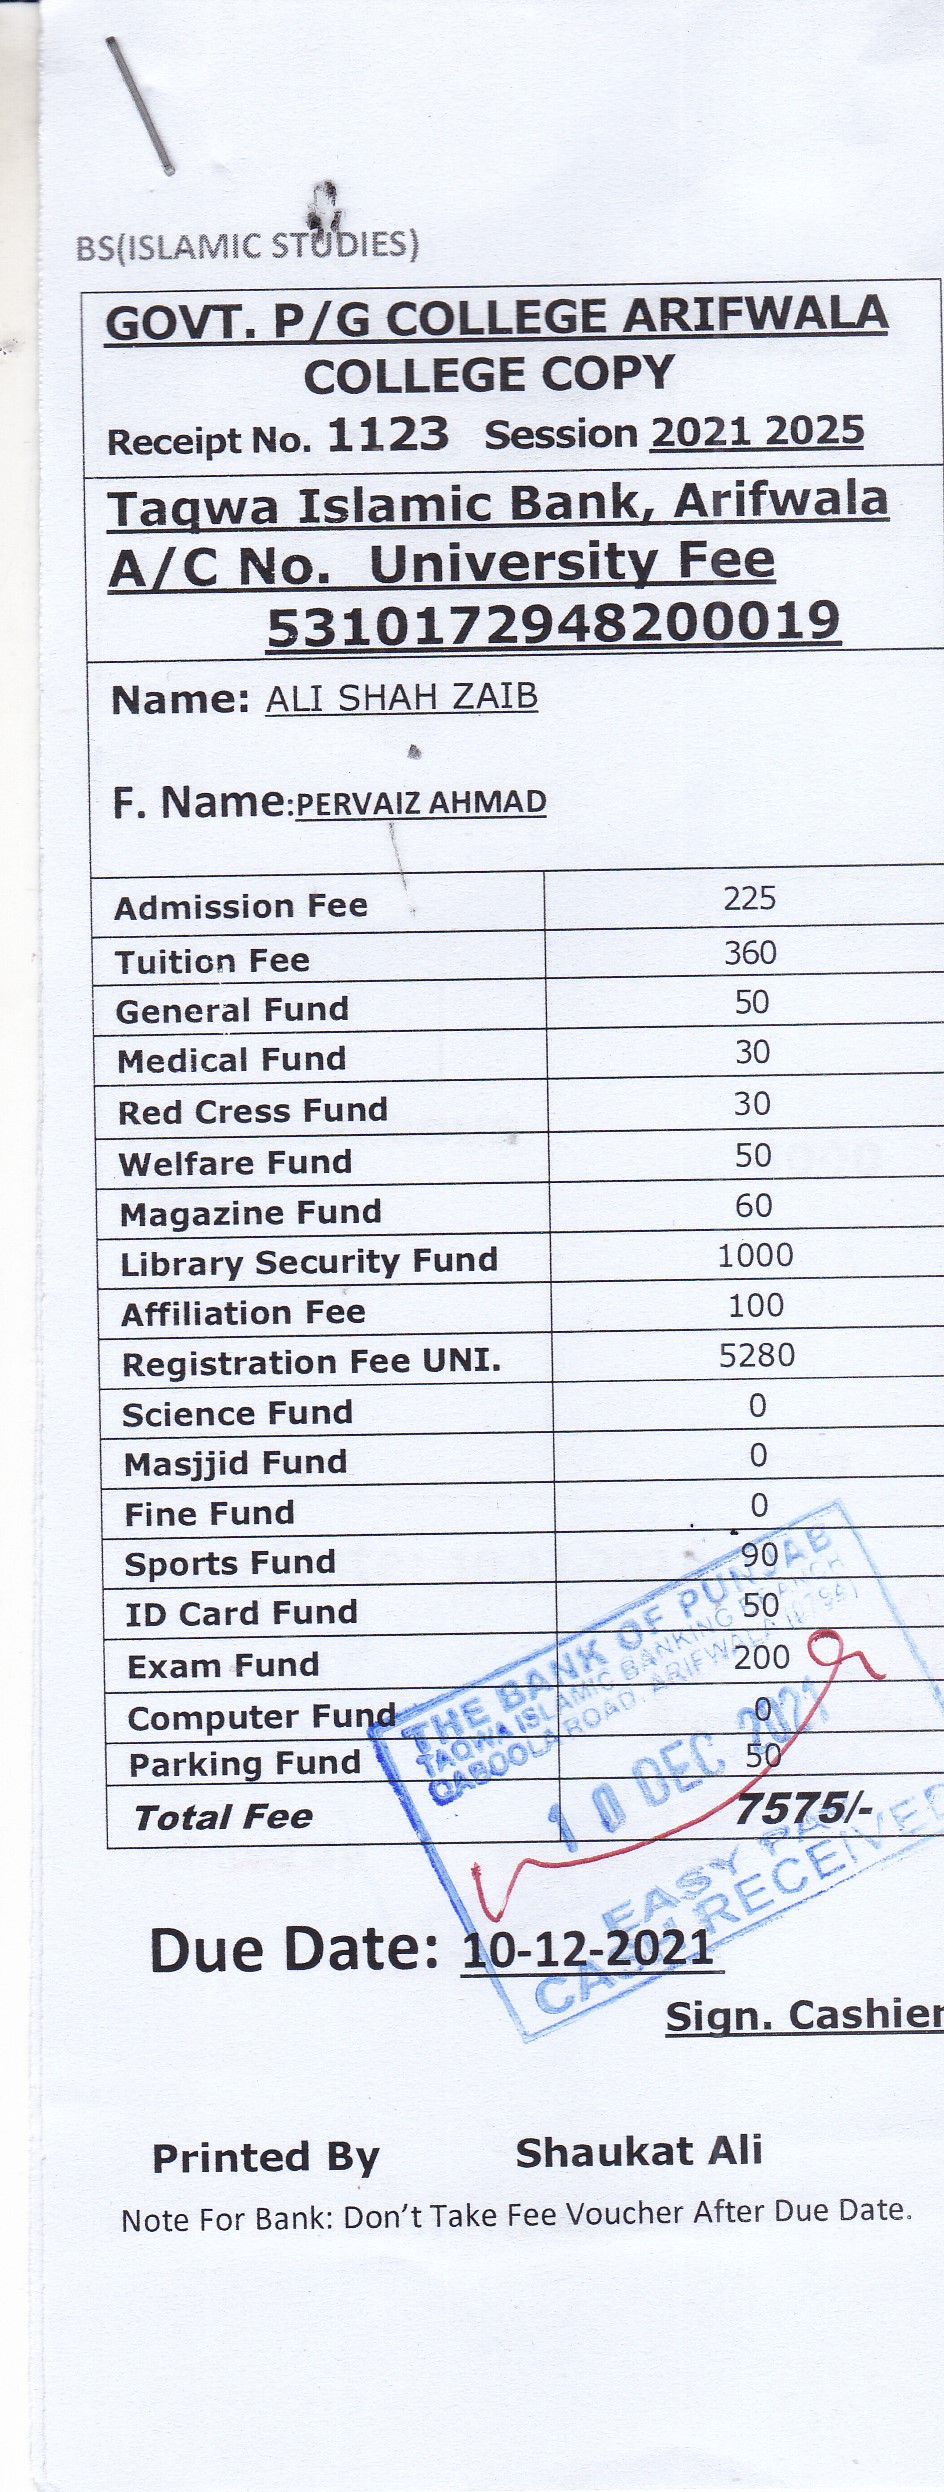 BS(ISLAMIC STUDIES)
GOVT. P/G COLLEGE ARIFWALA
COLLEGE COPY
Receipt No. 1123 Session 2021 2025
Taqwa Islamic Bank, Arifwala
A/C No. University Fee
5310172948200019
Name: ALI SHAH ZAIB
F. Name:PERVAIZ AHMAD
Admission Fee 225
Tuition Fee 360
General Fund 50
Medical Fund 30
Red Cress Fund 30
Welfare Fund 50
Magazine Fund 60
Library Security Fund 1000
Affiliation Fee 100
Registration Fee UNI. 5280
Science Fund 0
Masjjid Fund 0
Fine Fund 0
Sports Fund 90
ID Card Fund 50
Exam Fund 200
Computer Fund 0
Parking Fund 50
Total Fee 7575/-
THE BANK OF PUNJAB
TAQWA ISLAMIC BANKING BRANCH
QABOOLA ROAD, ARIFWALA
10 DEC 2021
EASY PAY
CASH RECEIVED
Due Date: 10-12-2021
Sign. Cashier
Printed By Shaukat Ali
Note For Bank: Don't Take Fee Voucher After Due Date.